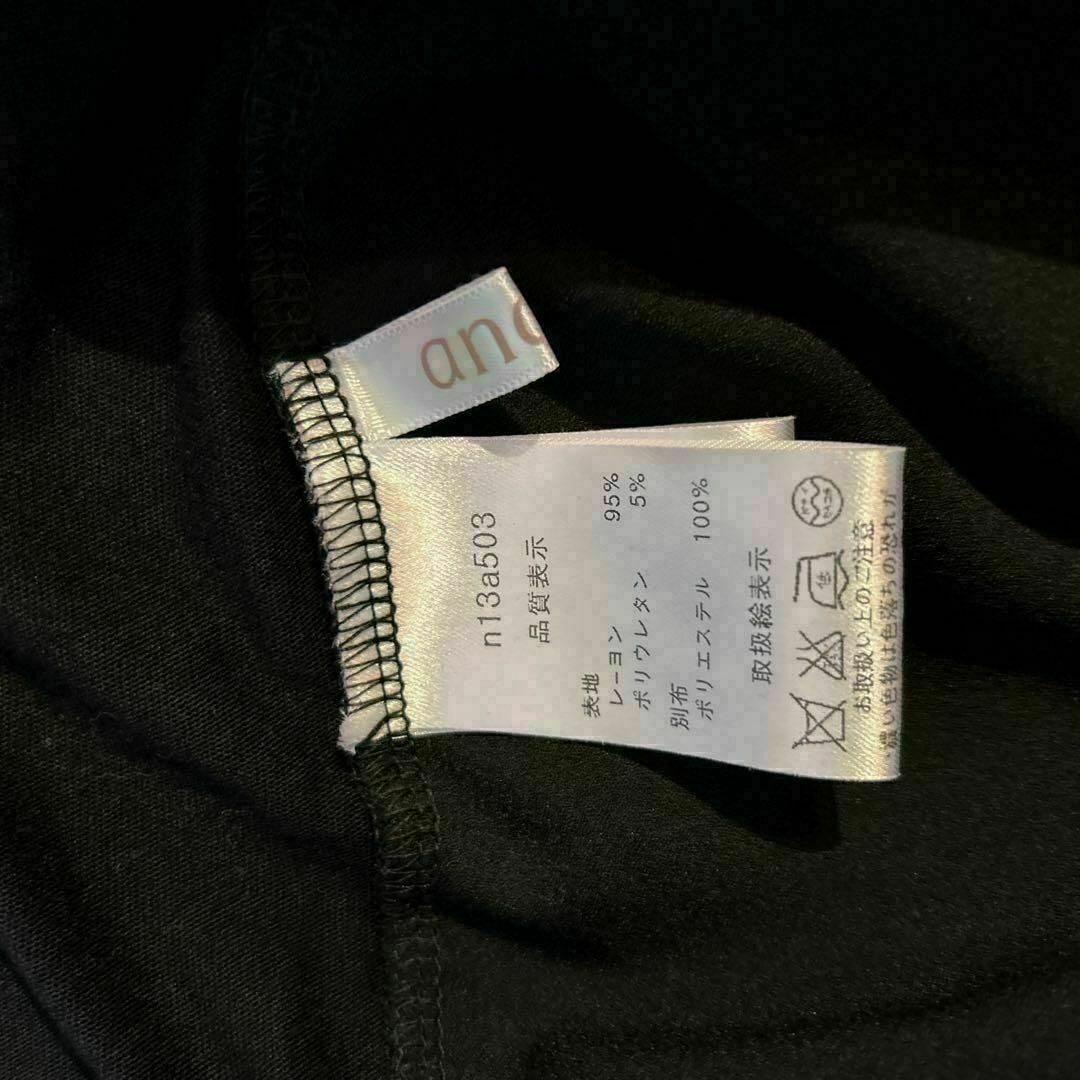 and
n13a503
品質表示
表地
レーヨン 95%
ポリウレタン 5%
別布
ポリエステル 100%
取扱絵表示
低
お取扱い上のご注意
濃い色物は色落ちの恐れが